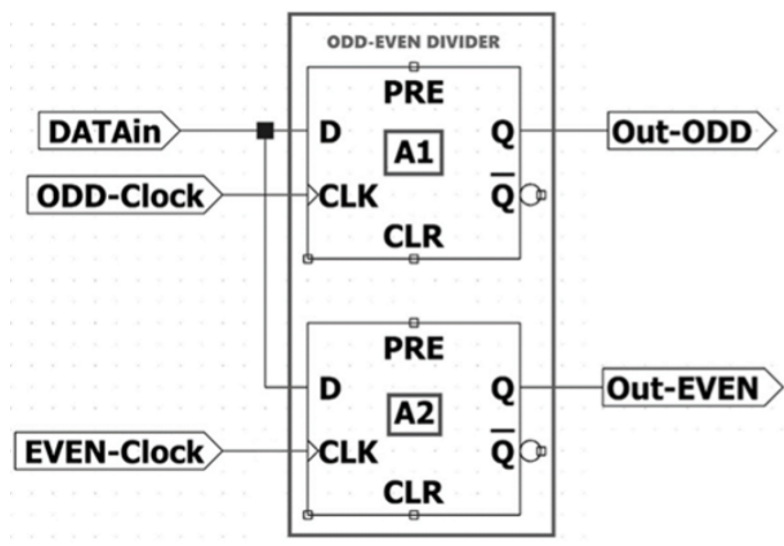 ODD-EVEN DIVIDER
PRE
DATAin
D
A1
Q
Out-ODD
ODD-Clock
CLK
Q̅
CLR
PRE
D
A2
Q
Out-EVEN
EVEN-Clock
CLK
Q̅
CLR